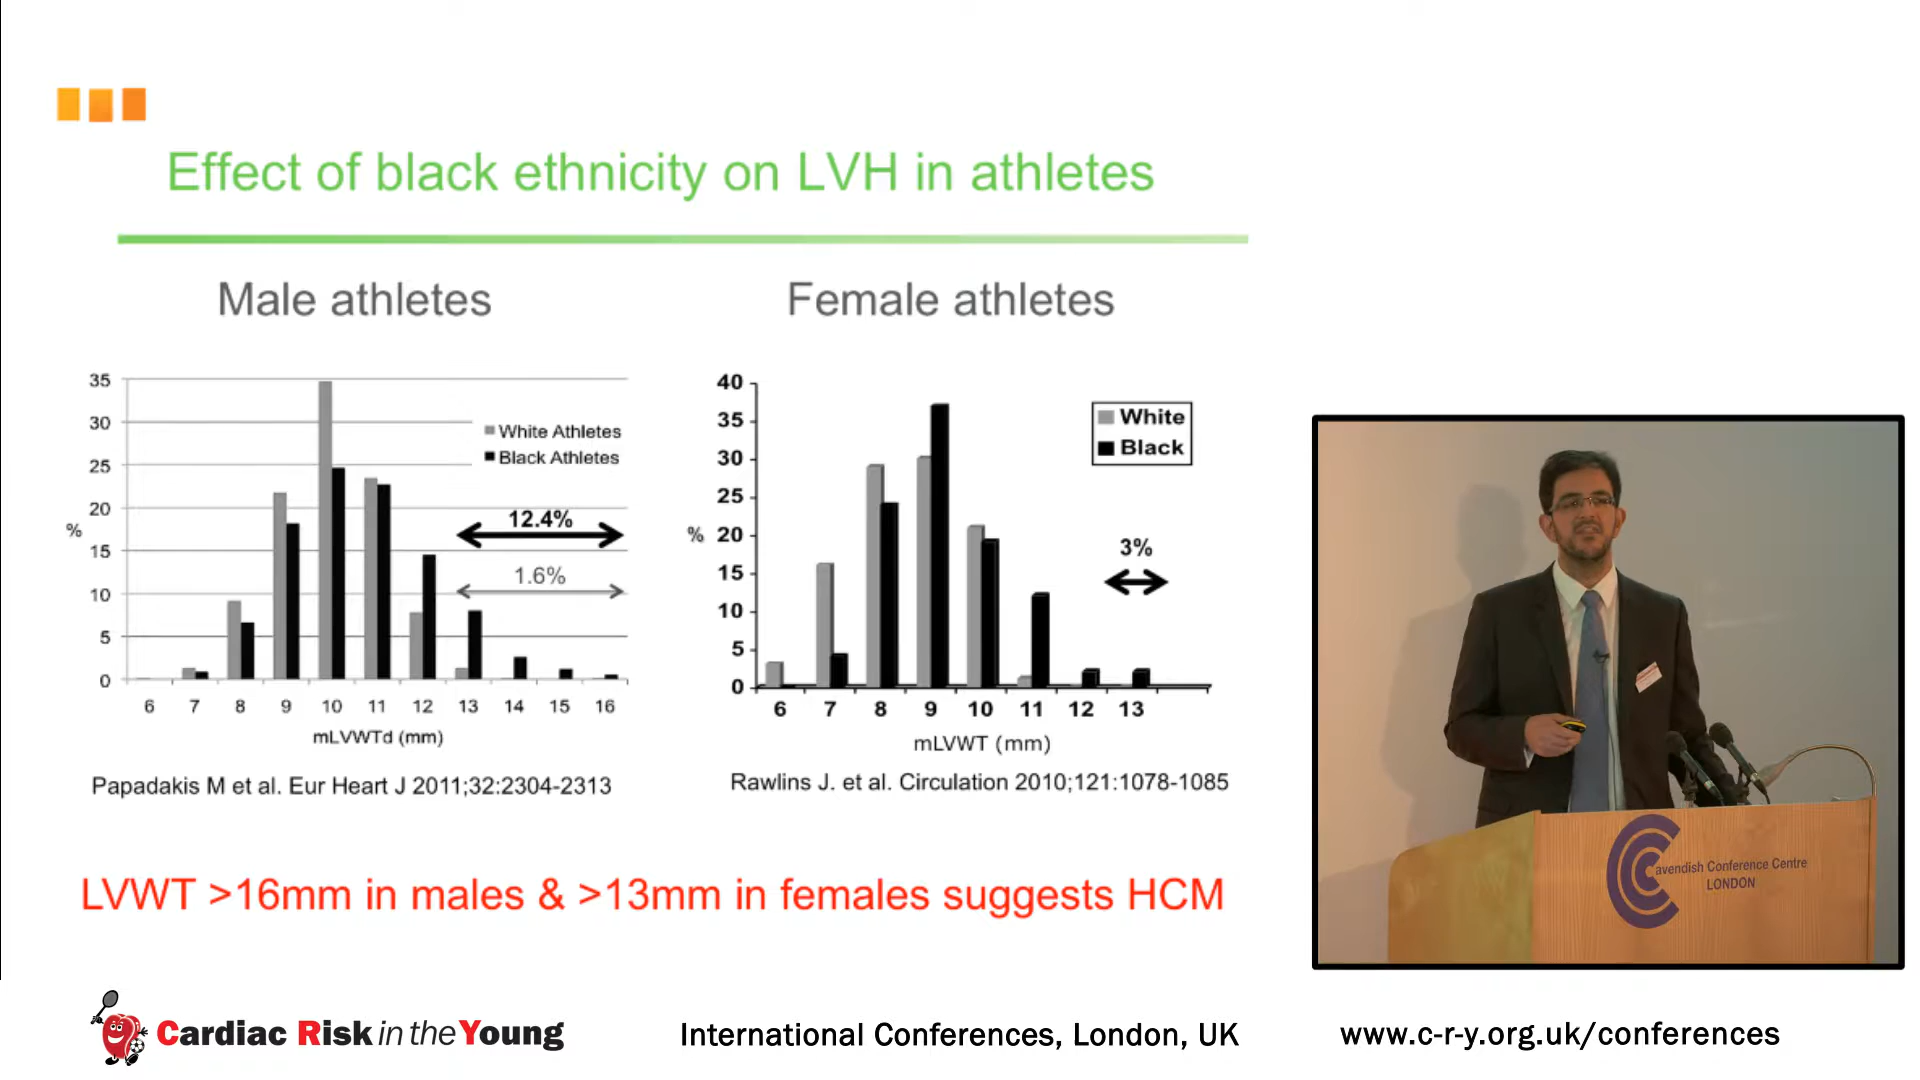 Effect of black ethnicity on LVH in athletes
Male athletes
35
30
25
20
15
10
5
0
%
White Athletes
Black Athletes
12.4%
1.6%
6 7 8 9 10 11 12 13 14 15 16
mLVWTd (mm)
Papadakis M et al. Eur Heart J 2011;32:2304-2313
Female athletes
40
35
30
25
20
15
10
5
0
%
White
Black
3%
6 7 8 9 10 11 12 13
mLVWT (mm)
Rawlins J. et al. Circulation 2010;121:1078-1085
LVWT >16mm in males & >13mm in females suggests HCM
Cavendish Conference Centre
LONDON
Cardiac Risk in the Young
International Conferences, London, UK
www.c-r-y.org.uk/conferences